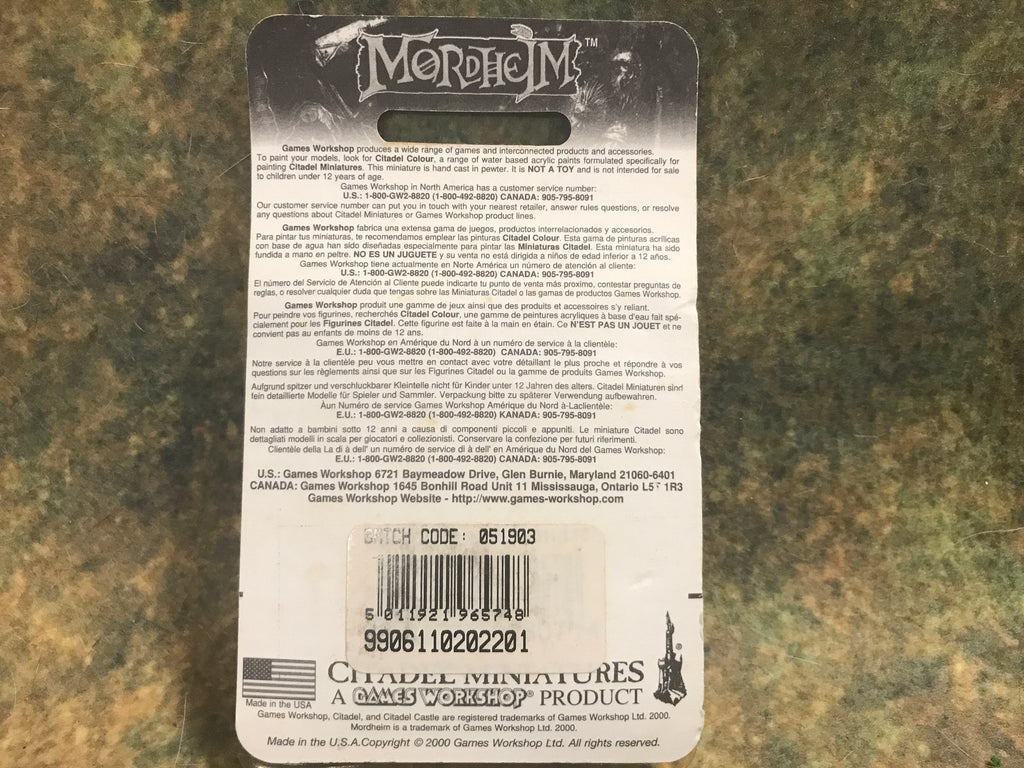 MORDHEIM™
Games Workshop produces a wide range of games and interconnected products and accessories.
To paint your models, look for Citadel Colour, a range of water based acrylic paints formulated specifically for
painting Citadel Miniatures. This miniature is hand cast in pewter. It is NOT A TOY and is not intended for sale
to children under 12 years of age.
Games Workshop in North America has a customer service number:
U.S.: 1-800-GW2-8820 (1-800-492-8820) CANADA: 905-795-8091
Our customer service number can put you in touch with your nearest retailer, answer rules questions, or resolve
any questions about Citadel Miniatures or Games Workshop product lines.
Games Workshop fabrica una extensa gama de juegos, productos interrelacionados y accesorios.
Para pintar tus miniaturas, te recomendamos emplear las pinturas Citadel Colour. Esta gama de pinturas acrílicas
con base de agua han sido diseñadas especialmente para pintar las Miniaturas Citadel. Esta miniatura ha sido
fundida a mano en peltre. NO ES UN JUGUETE y su venta no está dirigida a niños de edad inferior a 12 años.
Games Workshop tiene actualmente en Norte América un número de atención al cliente:
U.S.: 1-800-GW2-8820 (1-800-492-8820) CANADA: 905-795-8091
El número del Servicio de Atención al Cliente puede indicarte tu punto de venta más proximo, contestar preguntas de
reglas, o resolver cualquier duda que tengas sobre las Miniaturas Citadel o las gamas de productos Games Workshop.
Games Workshop produit une gamme de jeux ainsi que des produits et accessoires s'y reliant.
Pour peindre vos figurines, recherchés Citadel Colour, une gamme de peintures acryliques à base d'eau fait spé-
cialement pour les Figurines Citadel. Cette figurine est faite à la main en étain. Ce N'EST PAS UN JOUET et ne
convient pas au enfants de moins de 12 ans.
Games Workshop en Amérique du Nord à un numéro de service à la clientèle:
E.U.: 1-800-GW2-8820 (1-800-492-8820) CANADA: 905-795-8091
Notre service à la clientèle peu vous mettre en contact avec votre détaillant le plus proche et répondre à vos
questions sur les règlements ainsi que sur les Figurines Citadel ou la gamme de produits Games Workshop.
Aufgrund spitzer und verschluckbarer Kleinteile nicht für Kinder unter 12 Jahren des alters. Citadel Miniaturen sind
fein detaillierte Modelle für Spieler und Sammler. Verpackung bitte zu späterer Verwendung aufbewahren.
Äun Numéro de service Games Workshop Amérique du Nord à-Laclientèle:
E.U.: 1-800-GW2-8820 (1-800-492-8820) KANADA: 905-795-8091
Non adatto a bambini sotto 12 anni a causa di componenti piccoli e appuniti. Le miniature Citadel sono
dettagliati modelli in scala per giocatori e collezionisti. Conservare la confezione per futuri riferimenti.
Clientèle della La di à dell' un numéro de service di à dell' en Amérique du Nord del Games Workshop:
E.U.: 1-800-GW2-8820 (1-800-492-8820) CANADA: 905-795-8091
U.S.: Games Workshop 6721 Baymeadow Drive, Glen Burnie, Maryland 21060-6401
CANADA: Games Workshop 1645 Bonhill Road Unit 11 Mississauga, Ontario 1R3
Games Workshop Website - http://www.games-workshop.com
BATCH CODE: 051903
5 011921 965748
9906110202201
CITADEL MINIATURES
A GAMES WORKSHOP® PRODUCT
®
Made in the USA
Games Workshop, Citadel, and Citadel Castle are registered trademarks of Games Workshop Ltd. 2000.
Mordheim is a trademark of Games Workshop Ltd. 2000.
Made in the U.S.A.Copyright © 2000 Games Workshop Ltd. All rights reserved.